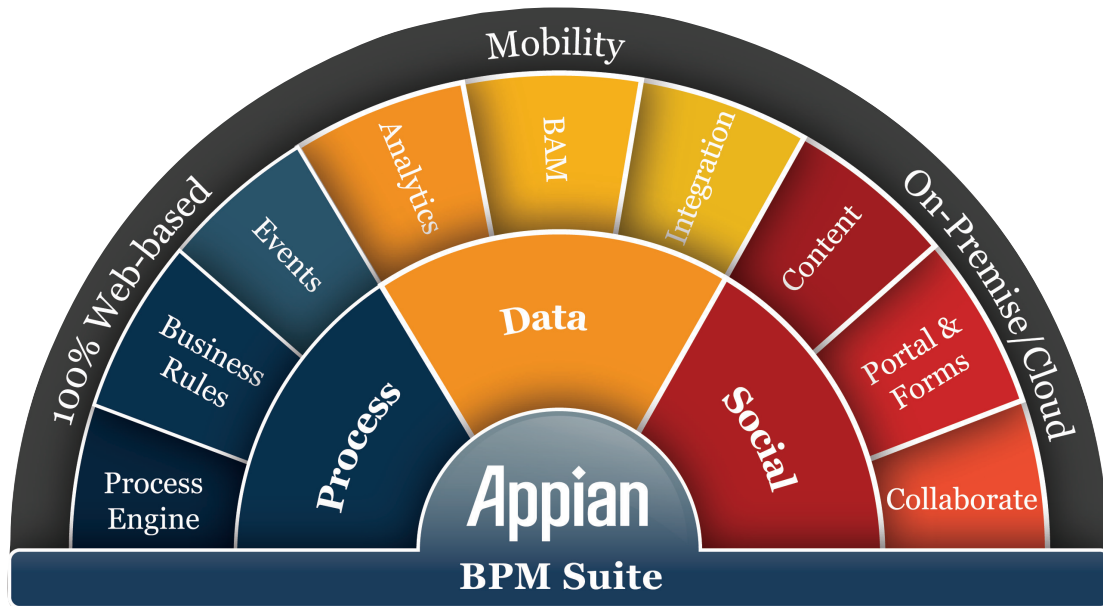 Mobility
100% Web-based
On-Premise/Cloud
Analytics
BAM
Integration
Events
Content
Business
Rules
Portal &
Forms
Process
Engine
Collaborate
Data
Process
Social
Appian
BPM Suite